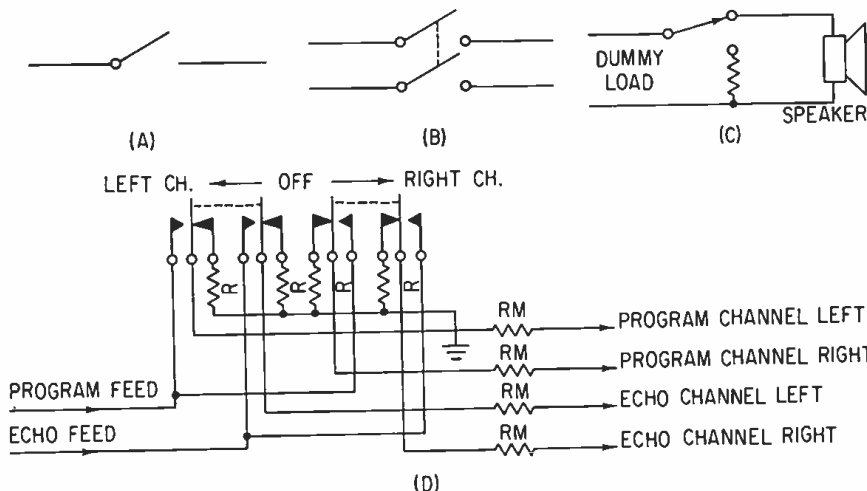 (A)
(B)
DUMMY LOAD
SPEAKER
(C)
LEFT CH. OFF RIGHT CH.
R R R R
RM PROGRAM CHANNEL LEFT
RM PROGRAM CHANNEL RIGHT
PROGRAM FEED
RM ECHO CHANNEL LEFT
ECHO FEED
RM ECHO CHANNEL RIGHT
(D)